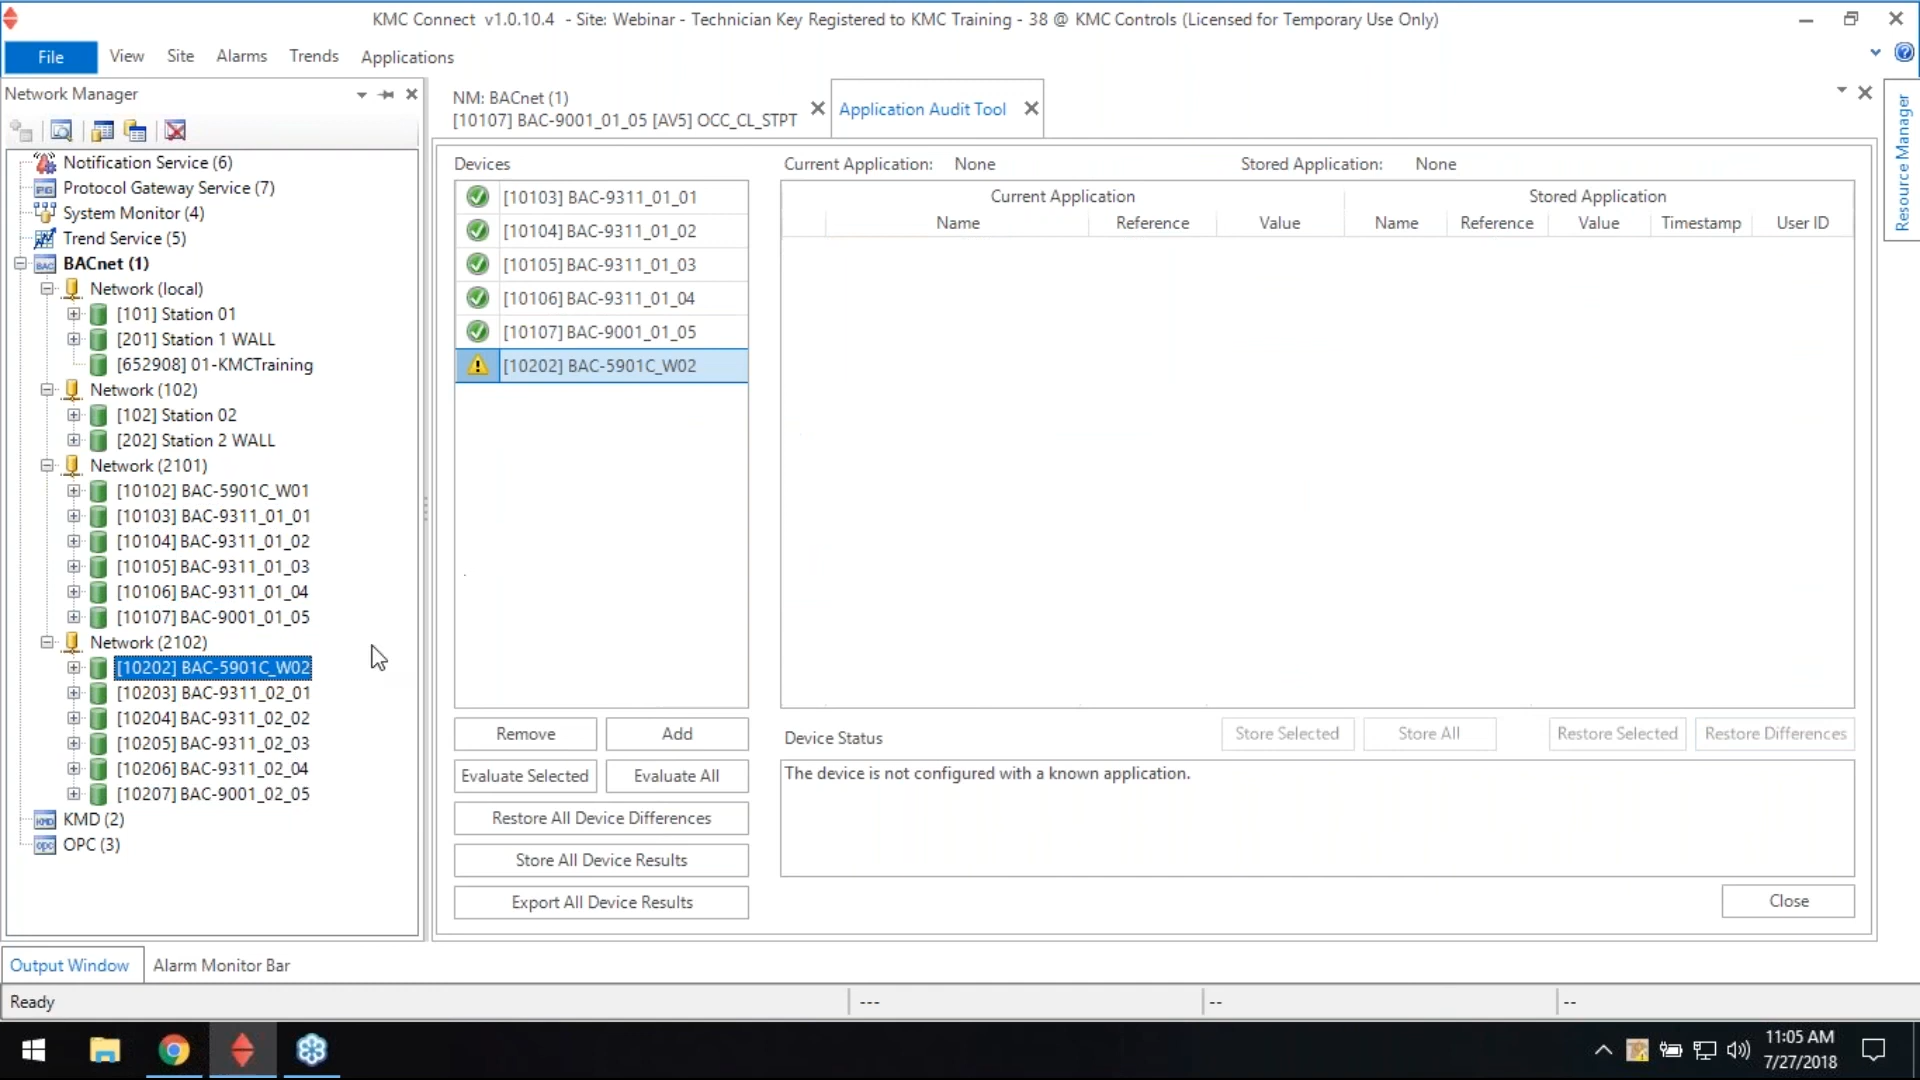 KMC Connect v1.0.10.4 - Site: Webinar - Technician Key Registered to KMC Training - 38 @ KMC Controls (Licensed for Temporary Use Only)
File View Site Alarms Trends Applications
Network Manager
Notification Service (6)
Protocol Gateway Service (7)
System Monitor (4)
Trend Service (5)
BACnet (1)
Network (local)
[101] Station 01
[201] Station 1 WALL
[652908] 01-KMCTraining
Network (102)
[102] Station 02
[202] Station 2 WALL
Network (2101)
[10102] BAC-5901C_W01
[10103] BAC-9311_01_01
[10104] BAC-9311_01_02
[10105] BAC-9311_01_03
[10106] BAC-9311_01_04
[10107] BAC-9001_01_05
Network (2102)
[10202] BAC-5901C_W02
[10203] BAC-9311_02_01
[10204] BAC-9311_02_02
[10205] BAC-9311_02_03
[10206] BAC-9311_02_04
[10207] BAC-9001_02_05
KMD (2)
OPC (3)
NM: BACnet (1)
[10107] BAC-9001_01_05 [AV5] OCC_CL_STPT
Application Audit Tool
Devices
[10103] BAC-9311_01_01
[10104] BAC-9311_01_02
[10105] BAC-9311_01_03
[10106] BAC-9311_01_04
[10107] BAC-9001_01_05
[10202] BAC-5901C_W02
Remove Add
Evaluate Selected Evaluate All
Restore All Device Differences
Store All Device Results
Export All Device Results
Current Application: None Stored Application: None
Current Application Stored Application
Name Reference Value Name Reference Value Timestamp User ID
Device Status Store Selected Store All Restore Selected Restore Differences
The device is not configured with a known application.
Close
Resource Manager
Output Window Alarm Monitor Bar
Ready --- -- --
11:05 AM
7/27/2018